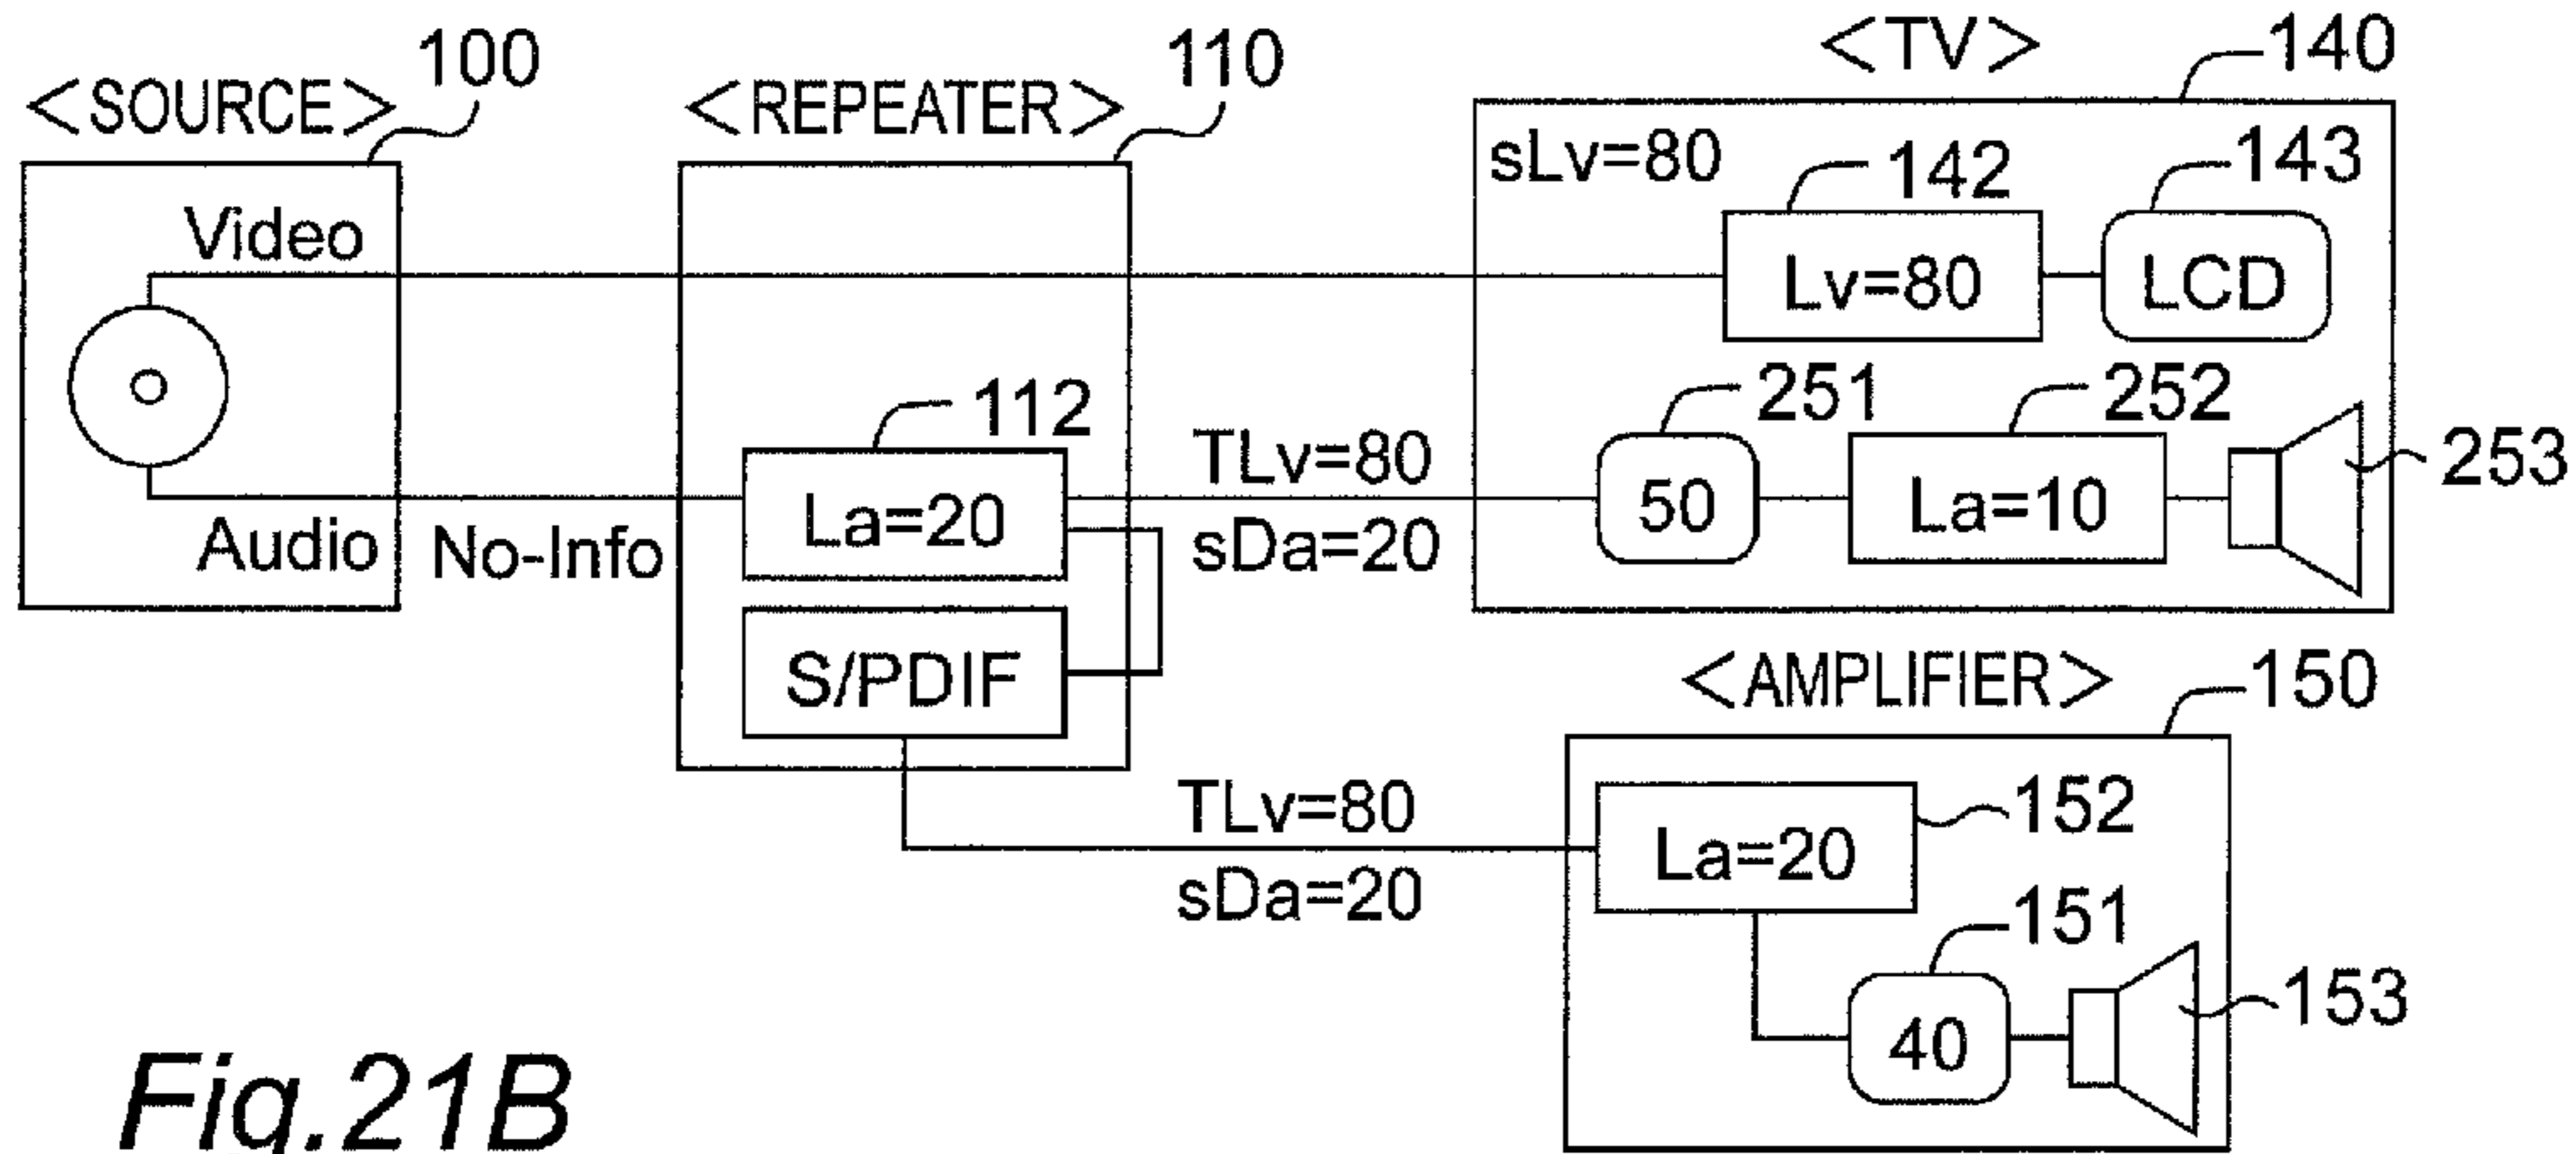 <SOURCE>
100
Video
Audio
No-Info
<REPEATER>
110
112
La=20
S/PDIF
TLv=80
sDa=20
<TV>
140
sLv=80
142
Lv=80
143
LCD
251
50
252
La=10
253
TLv=80
sDa=20
<AMPLIFIER>
150
La=20
152
151
40
153
Fig.21B